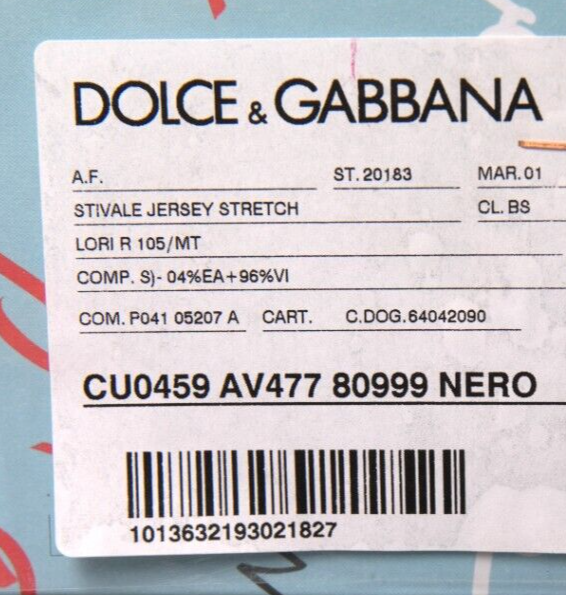 DOLCE & GABBANA
A.F. ST. 20183 MAR. 01
STIVALE JERSEY STRETCH CL. BS
LORI R 105/MT
COMP. S)- 04%EA+96%VI
COM. P041 05207 A CART. C.DOG.64042090
CU0459 AV477 80999 NERO
1013632193021827